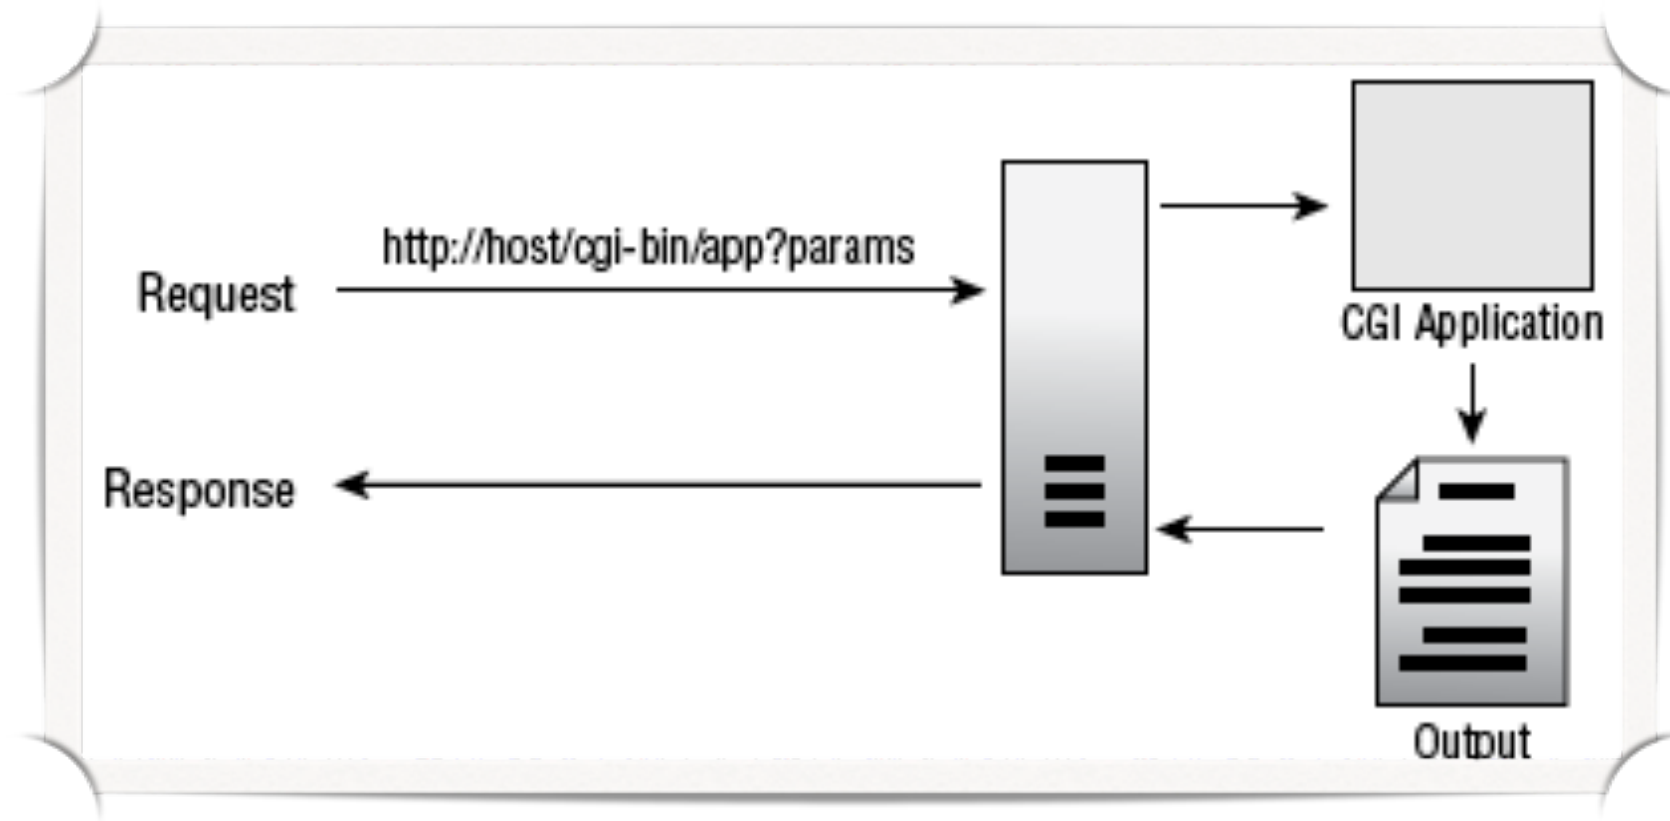 http://host/cgi-bin/app?params
Request
CGI Application
Response
Output